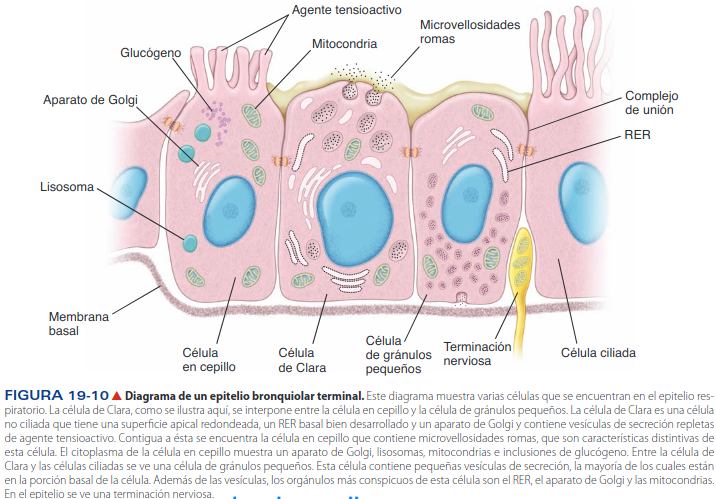 Agente tensioactivo
Microvellosidades
romas
Mitocondria
Glucógeno
Aparato de Golgi
Complejo
de unión
RER
Lisosoma
Membrana
basal
Célula
en cepillo
Célula
de Clara
Célula
de gránulos
pequeños
Terminación
nerviosa
Célula ciliada
FIGURA 19-10 ▲ Diagrama de un epitelio bronquiolar terminal. Este diagrama muestra varias células que se encuentran en el epitelio res-
piratorio. La célula de Clara, como se ilustra aquí, se interpone entre la célula en cepillo y la célula de gránulos pequeños. La célula de Clara es una célula
no ciliada que tiene una superficie apical redondeada, un RER basal bien desarrollado y un aparato de Golgi y contiene vesículas de secreción repletas
de agente tensioactivo. Contigua a ésta se encuentra la célula en cepillo que contiene microvellosidades romas, que son características distintivas de
esta célula. El citoplasma de la célula en cepillo muestra un aparato de Golgi, lisosomas, mitocondrias e inclusiones de glucógeno. Entre la célula de
Clara y las células ciliadas se ve una célula de gránulos pequeños. Esta célula contiene pequeñas vesículas de secreción, la mayoría de los cuales están
en la porción basal de la célula. Además de las vesículas, los orgánulos más conspicuos de esta célula son el RER, el aparato de Golgi y las mitocondrias.
En el epitelio se ve una terminación nerviosa.